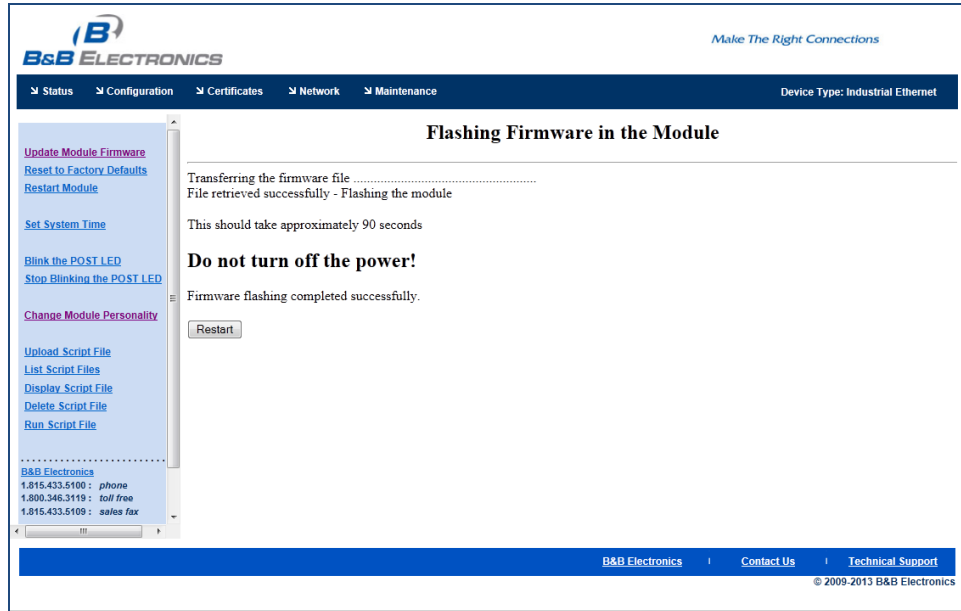 B
B&B ELECTRONICS
Make The Right Connections
Status Configuration Certificates Network Maintenance Device Type: Industrial Ethernet
Update Module Firmware
Reset to Factory Defaults
Restart Module
Set System Time
Blink the POST LED
Stop Blinking the POST LED
Change Module Personality
Upload Script File
List Script Files
Display Script File
Delete Script File
Run Script File
B&B Electronics
1.815.433.5100 : phone
1.800.346.3119 : toll free
1.815.433.5109 : sales fax
Flashing Firmware in the Module
Transferring the firmware file ........................................................
File retrieved successfully - Flashing the module
This should take approximately 90 seconds
Do not turn off the power!
Firmware flashing completed successfully.
Restart
B&B Electronics | Contact Us | Technical Support
© 2009-2013 B&B Electronics